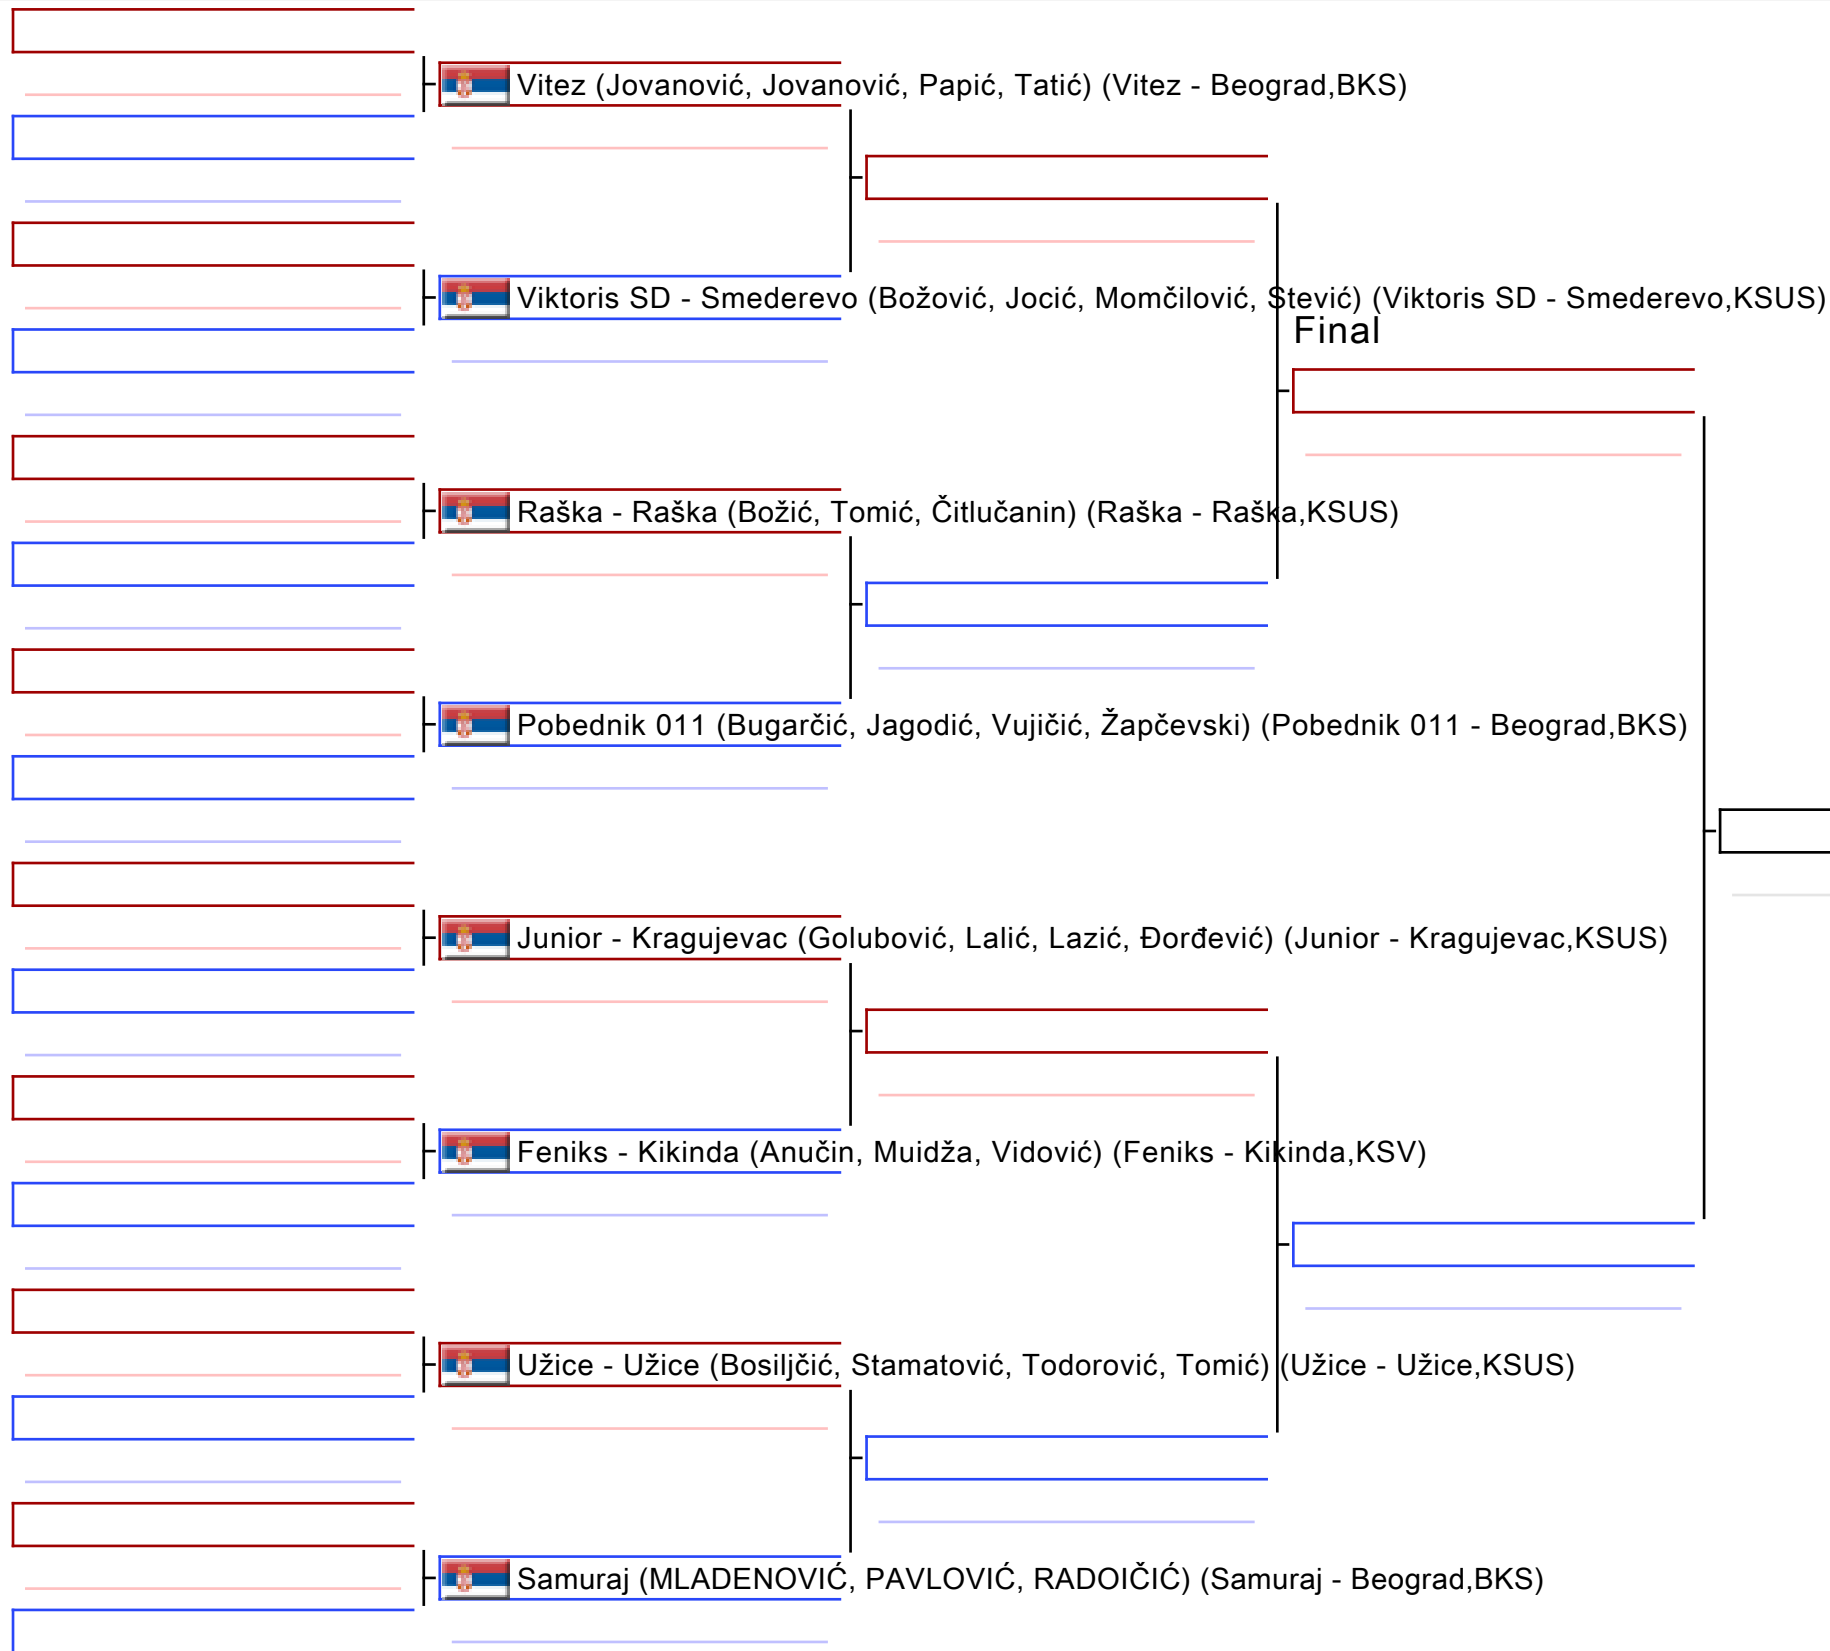 Vitez (Jovanović, Jovanović, Papić, Tatić) (Vitez - Beograd,BKS)
Viktoris SD - Smederevo (Božović, Jocić, Momčilović, Stević) (Viktoris SD - Smederevo,KSUS)
Final
Raška - Raška (Božić, Tomić, Čitlučanin) (Raška - Raška,KSUS)
Pobednik 011 (Bugarčić, Jagodić, Vujičić, Žapčevski) (Pobednik 011 - Beograd,BKS)
Junior - Kragujevac (Golubović, Lalić, Lazić, Đorđević) (Junior - Kragujevac,KSUS)
Feniks - Kikinda (Anučin, Muidža, Vidović) (Feniks - Kikinda,KSV)
Užice - Užice (Bosiljčić, Stamatović, Todorović, Tomić) (Užice - Užice,KSUS)
Samuraj (MLADENOVIĆ, PAVLOVIĆ, RADOIČIĆ) (Samuraj - Beograd,BKS)